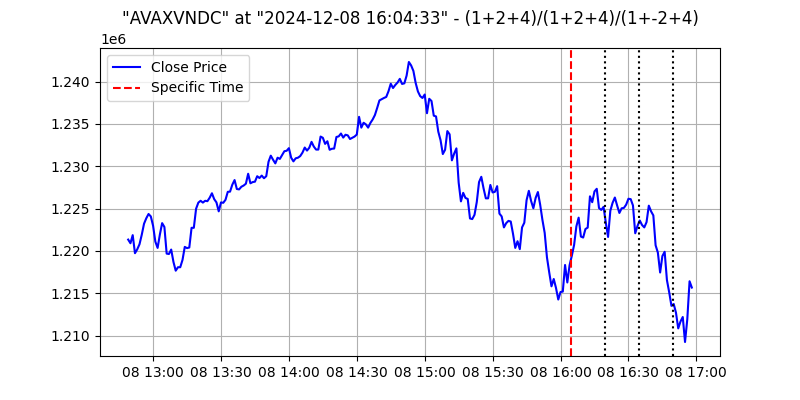 "AVAXVNDC" at "2024-12-08 16:04:33" - (1+2+4)/(1+2+4)/(1+-2+4)
1e6
Close Price
Specific Time
1.240
1.235
1.230
1.225
1.220
1.215
1.210
08 13:00 08 13:30 08 14:00 08 14:30 08 15:00 08 15:30 08 16:00 08 16:30 08 17:00